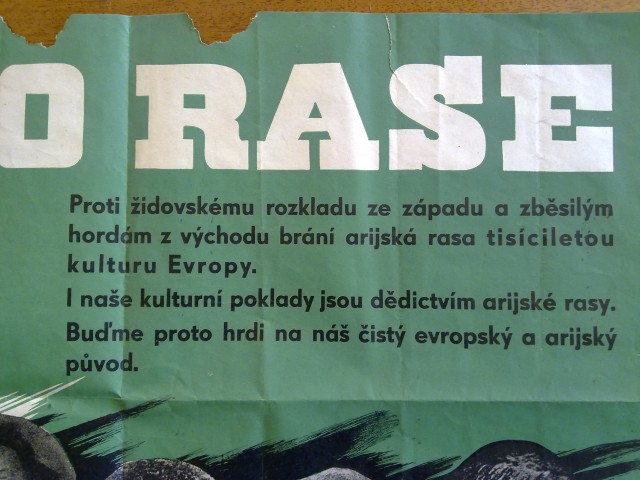 O RASE
Proti židovskému rozkladu ze západu a zběsilým
hordám z východu brání arijská rasa tisíciletou
kulturu Evropy.
I naše kulturní poklady jsou dědictvím arijské rasy.
Buďme proto hrdi na náš čistý evropský a arijský
původ.